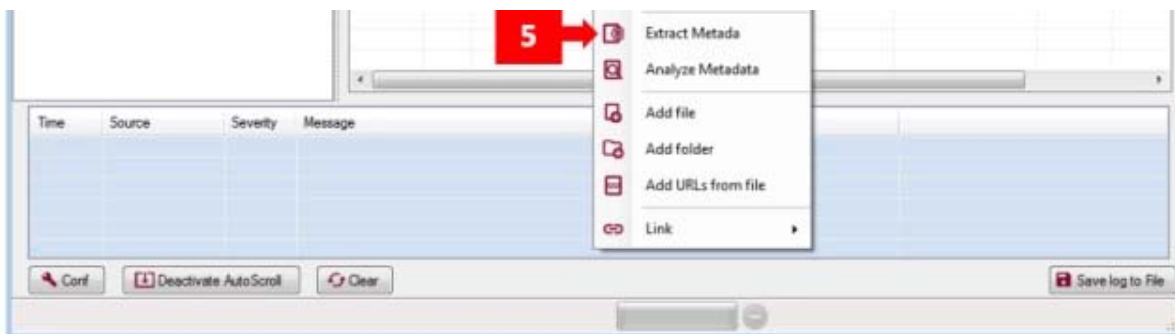 5
Extract Metada
Analyze Metadata
Add file
Add folder
Add URLs from file
Link
Time Source Severity Message
Conf Deactivate AutoScroll Clear Save log to File